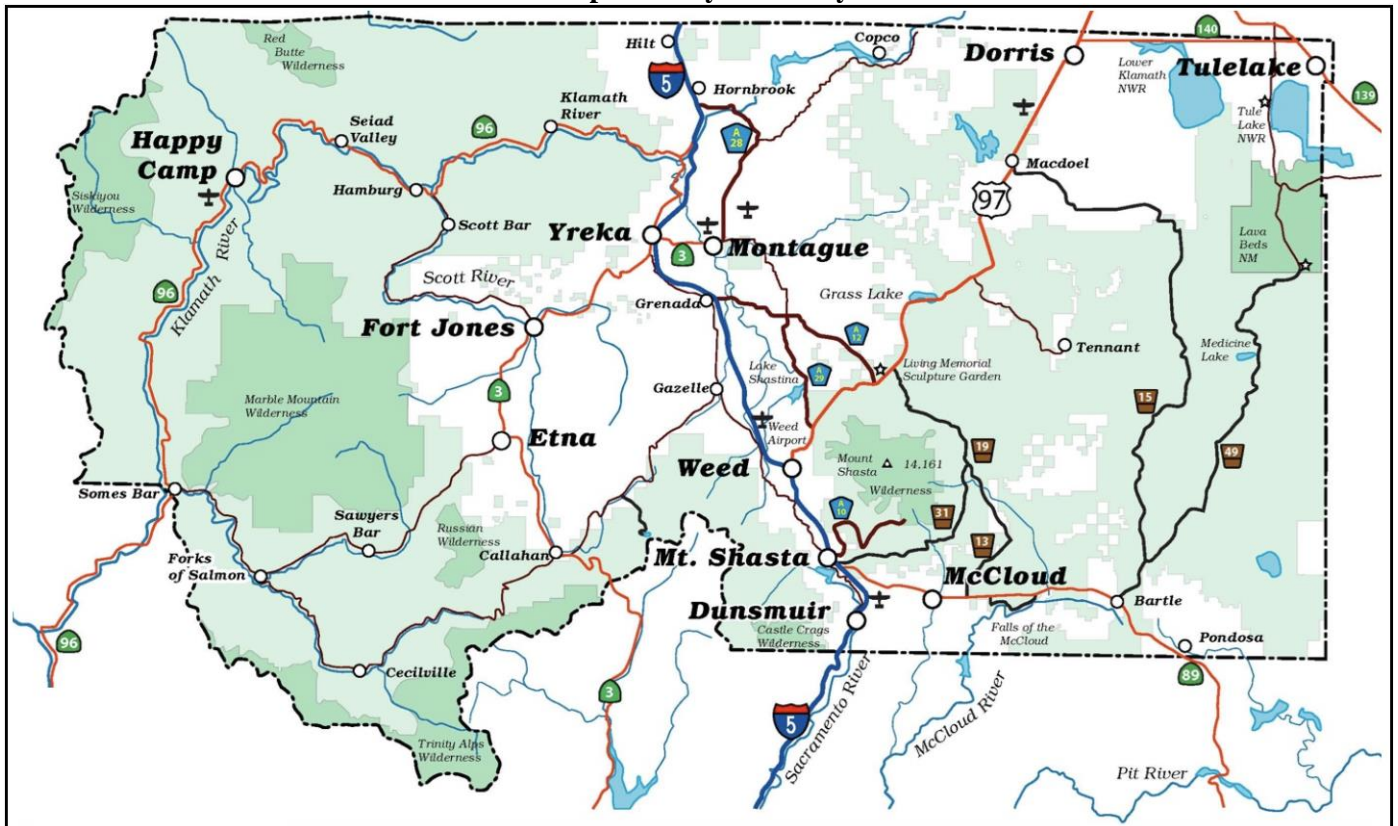 Red
Butte
Wilderness
Hilt
Copco
Dorris
140
Lower
Klamath
NWR
Tulelake
139
5
Hornbrook
Klamath
River
96
Seiad
Valley
Happy
Camp
A
28
Tule
Lake
NWR
Macdoel
Hamburg
Siskiyou
Wilderness
97
Scott Bar
Yreka
3
Montague
Lava
Beds
NM
Klamath
River
96
Scott River
Grenada
Grass Lake
Fort Jones
A
12
Tennant
Medicine
Lake
Living Memorial
Sculpture Garden
Lake
Shastina
A
29
Gazelle
3
Marble Mountain
Wilderness
15
Weed
Airport
Etna
19
49
Weed
Mount
Shasta
14,161
Wilderness
Somes Bar
A
10
31
Sawyers
Bar
Russian
Wilderness
13
Callahan
Mt. Shasta
McCloud
Forks
of Salmon
Bartle
Dunsmuir
Castle Crags
Wilderness
Falls of the
McCloud
96
Pondosa
Cecilville
89
3
5
Sacramento River
McCloud River
Trinity Alps
Wilderness
Pit River